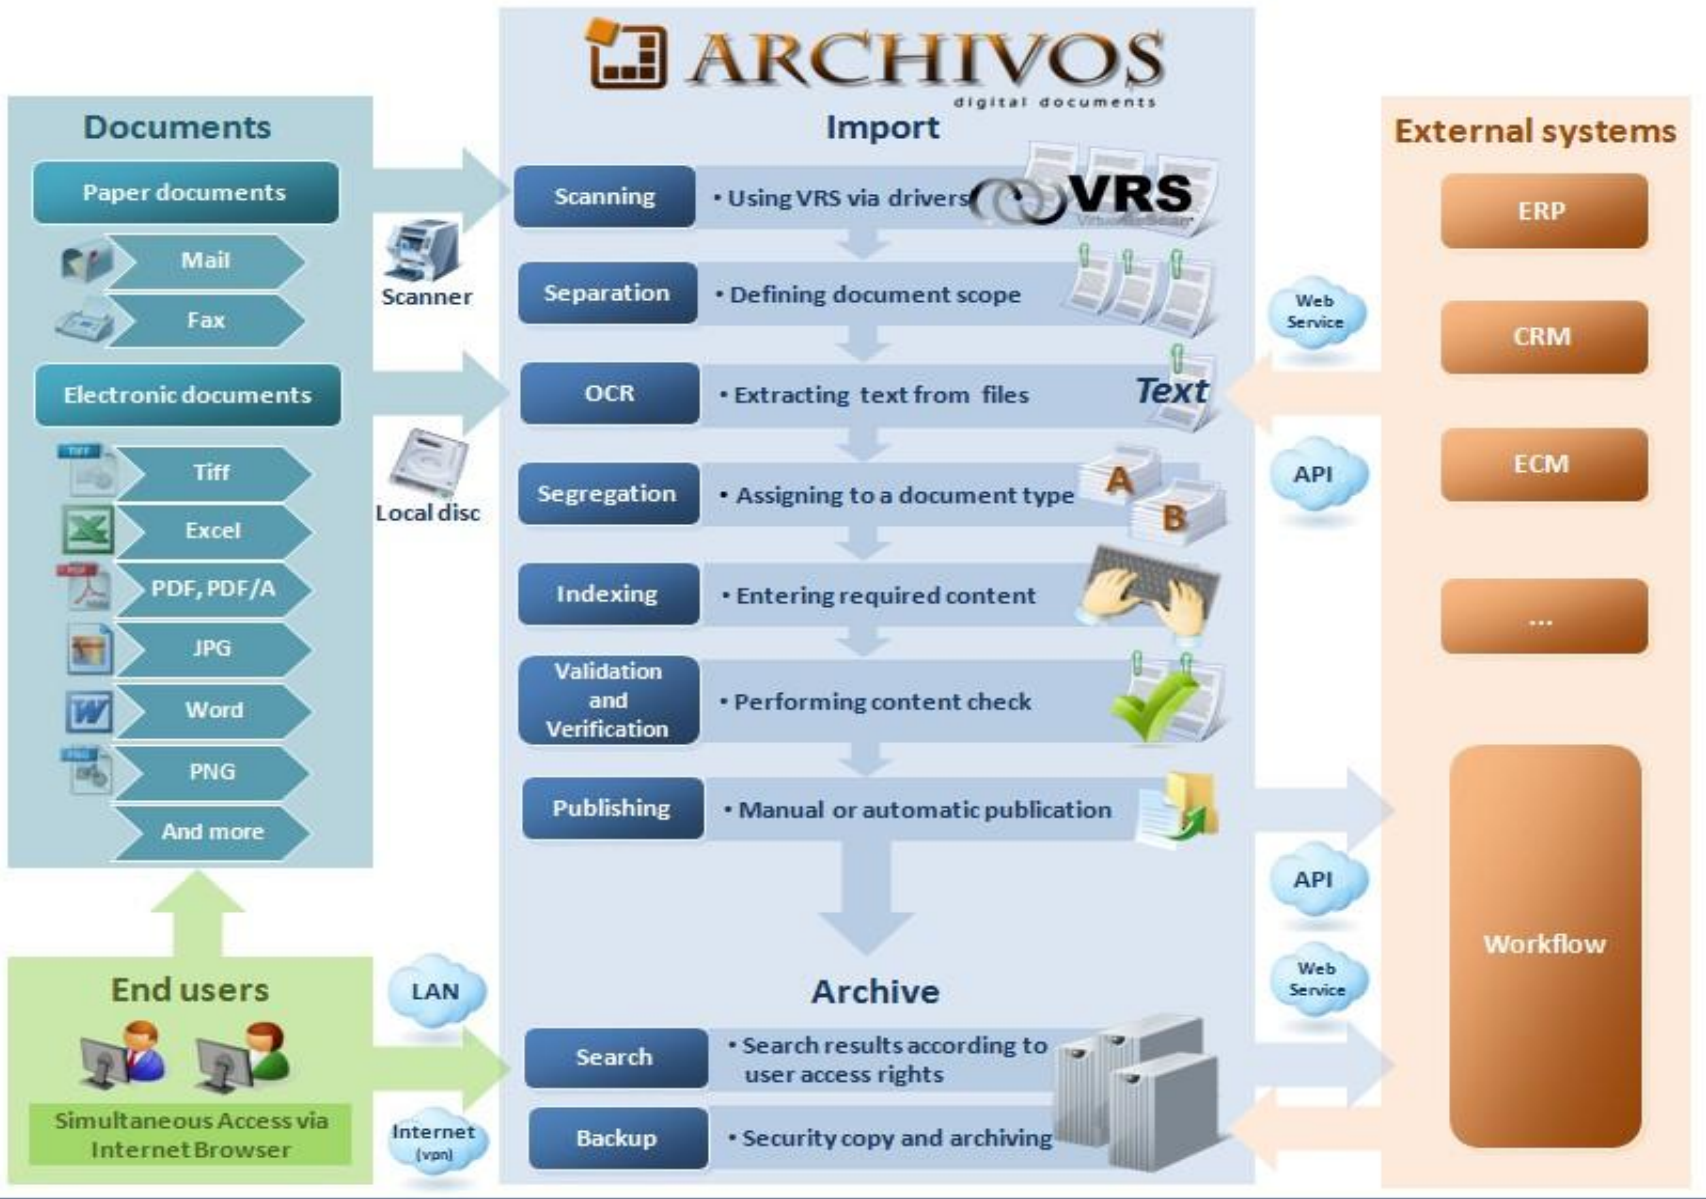 ARCHIVOS
digital documents
Documents
Paper documents
Mail
Fax
Electronic documents
TIFF
Tiff
Excel
PDF
PDF, PDF/A
JPG
Word
PNG
PNG
And more
Scanner
Local disc
End users
Simultaneous Access via
Internet Browser
LAN
Internet
(vpn)
Import
Scanning
• Using VRS via drivers
VRS
Separation
• Defining document scope
OCR
• Extracting text from files
Text
Segregation
• Assigning to a document type
A
B
Indexing
• Entering required content
Validation
and
Verification
• Performing content check
Publishing
• Manual or automatic publication
Archive
Search
• Search results according to
user access rights
Backup
• Security copy and archiving
Web
Service
API
API
Web
Service
External systems
ERP
CRM
ECM
...
Workflow